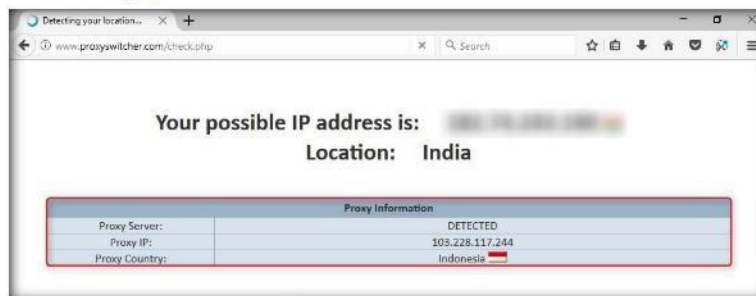 Detecting your location...
www.proxyswitcher.com/check.php
Search
Your possible IP address is:
Location: India
Proxy Information
Proxy Server: DETECTED
Proxy IP: 103.228.117.244
Proxy Country: Indonesia